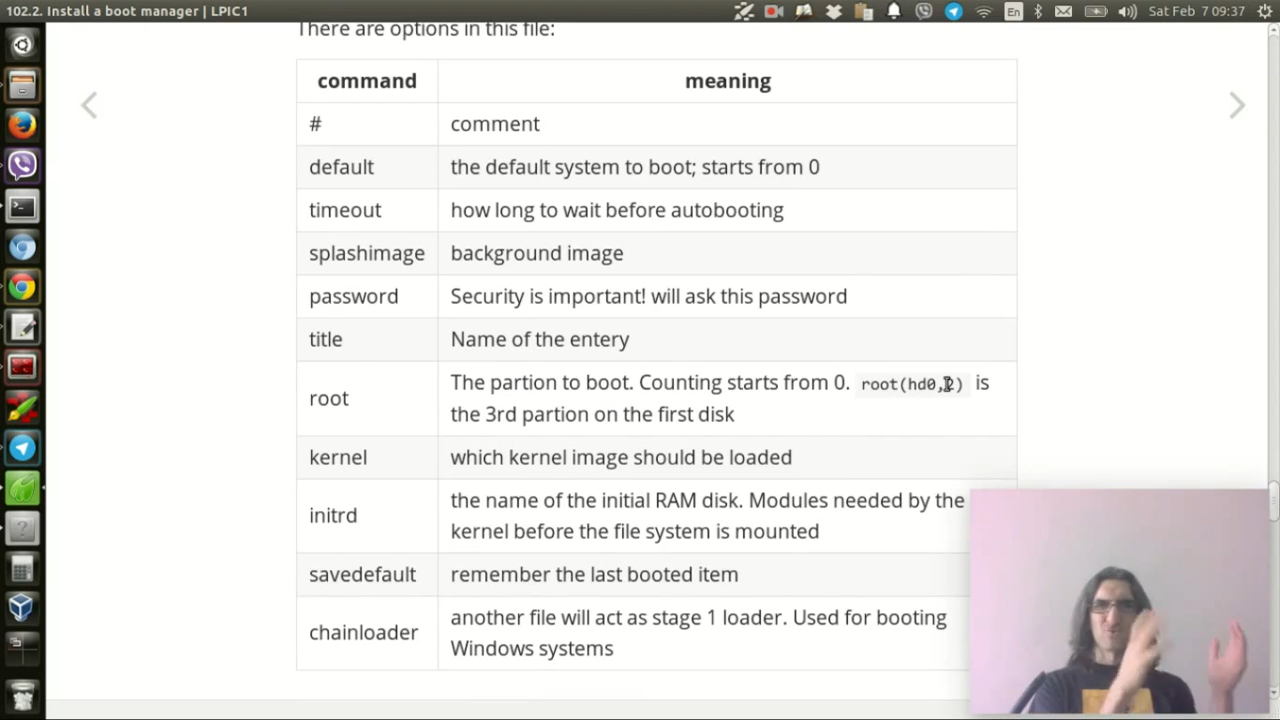 102.2. Install a boot manager | LPIC1
En
Sat Feb 7 09:37
There are options in this file:
command meaning
# comment
default the default system to boot; starts from 0
timeout how long to wait before autobooting
splashimage background image
password Security is important! will ask this password
title Name of the entery
root The partion to boot. Counting starts from 0. root(hd0,2) is
the 3rd partion on the first disk
kernel which kernel image should be loaded
initrd the name of the initial RAM disk. Modules needed by the
kernel before the file system is mounted
savedefault remember the last booted item
chainloader another file will act as stage 1 loader. Used for booting
Windows systems